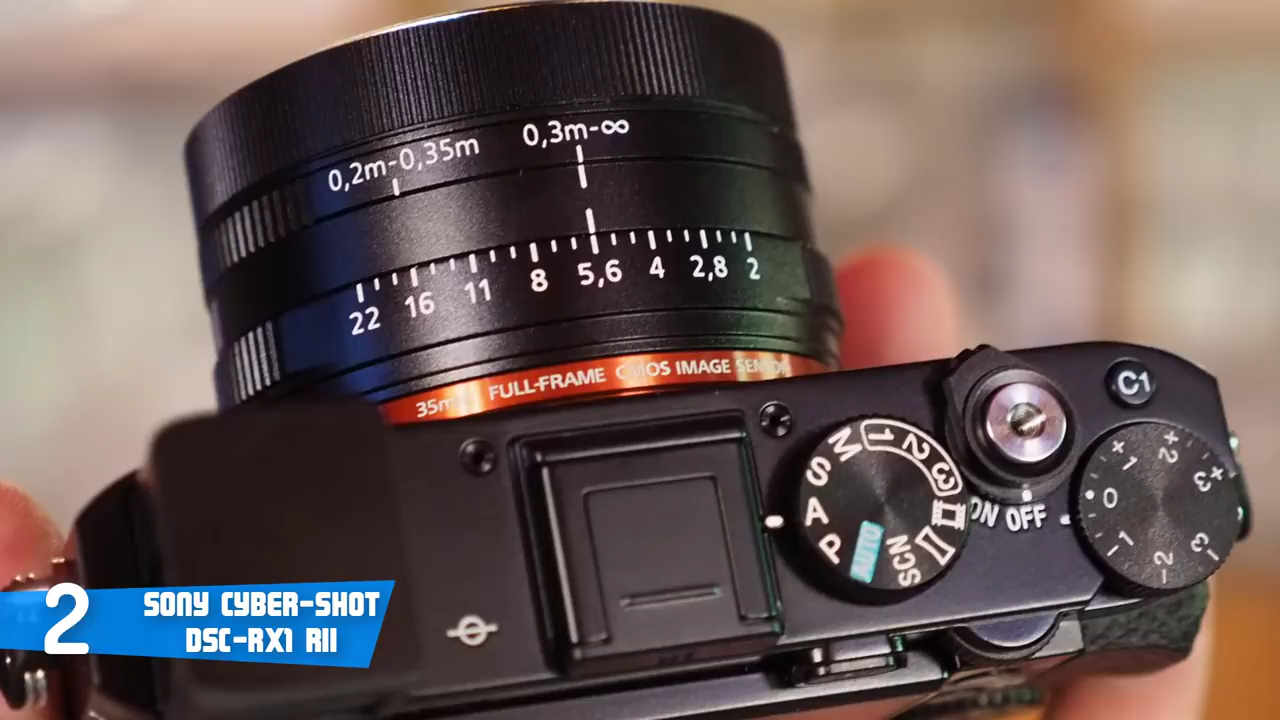 0,2m-0,35m 0,3m-∞
22 16 11 8 5,6 4 2,8 2
35mm FULL-FRAME CMOS IMAGE SENSOR
C1
M 1 2 3
S
A
P AUTO SCN
ON OFF
0 +1 +2 +3
-1 -2 -3
2 SONY CYBER-SHOT
DSC-RX1 RII